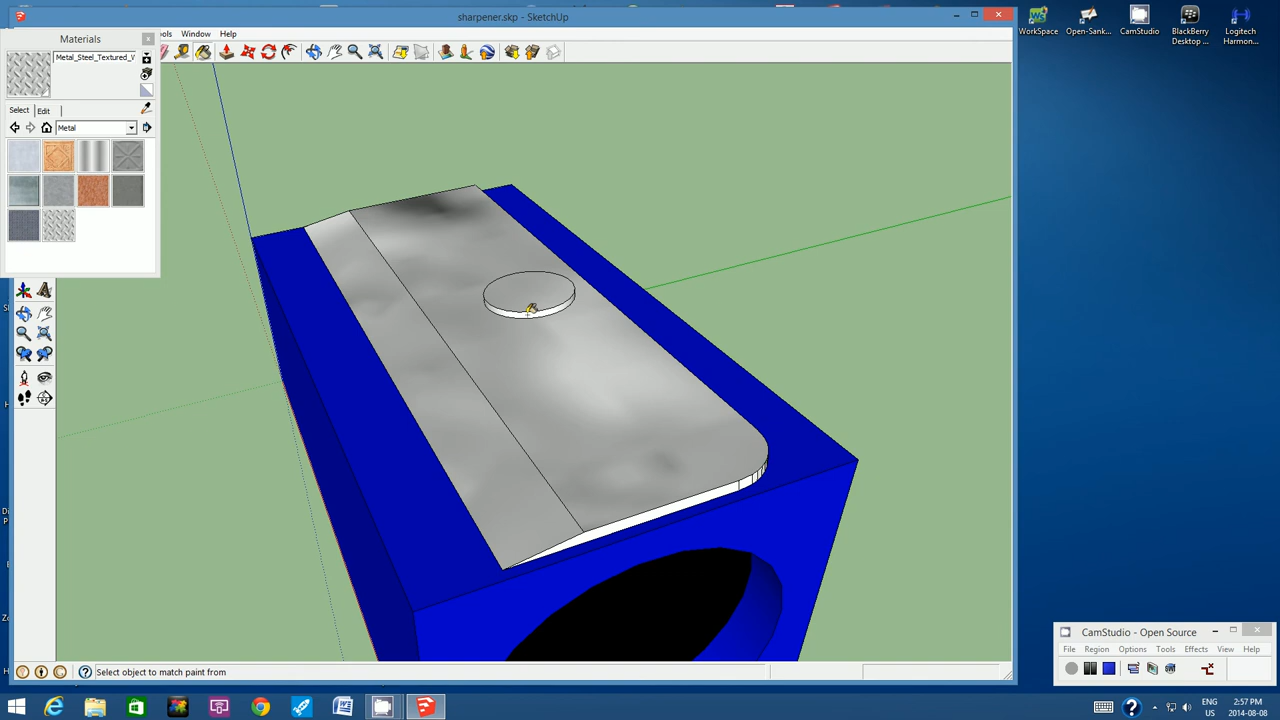 sharpener.skp - SketchUp
Window
Help
Materials
Metal_Steel_Textured_W
Select
Edit
Metal
Select object to match paint from
WorkSpace
Open-Sank...
CamStudio
BlackBerry
Desktop ...
Logitech
Harmon...
CamStudio - Open Source
File Region Options Tools Effects View Help
ENG
US
2:57 PM
2014-08-08